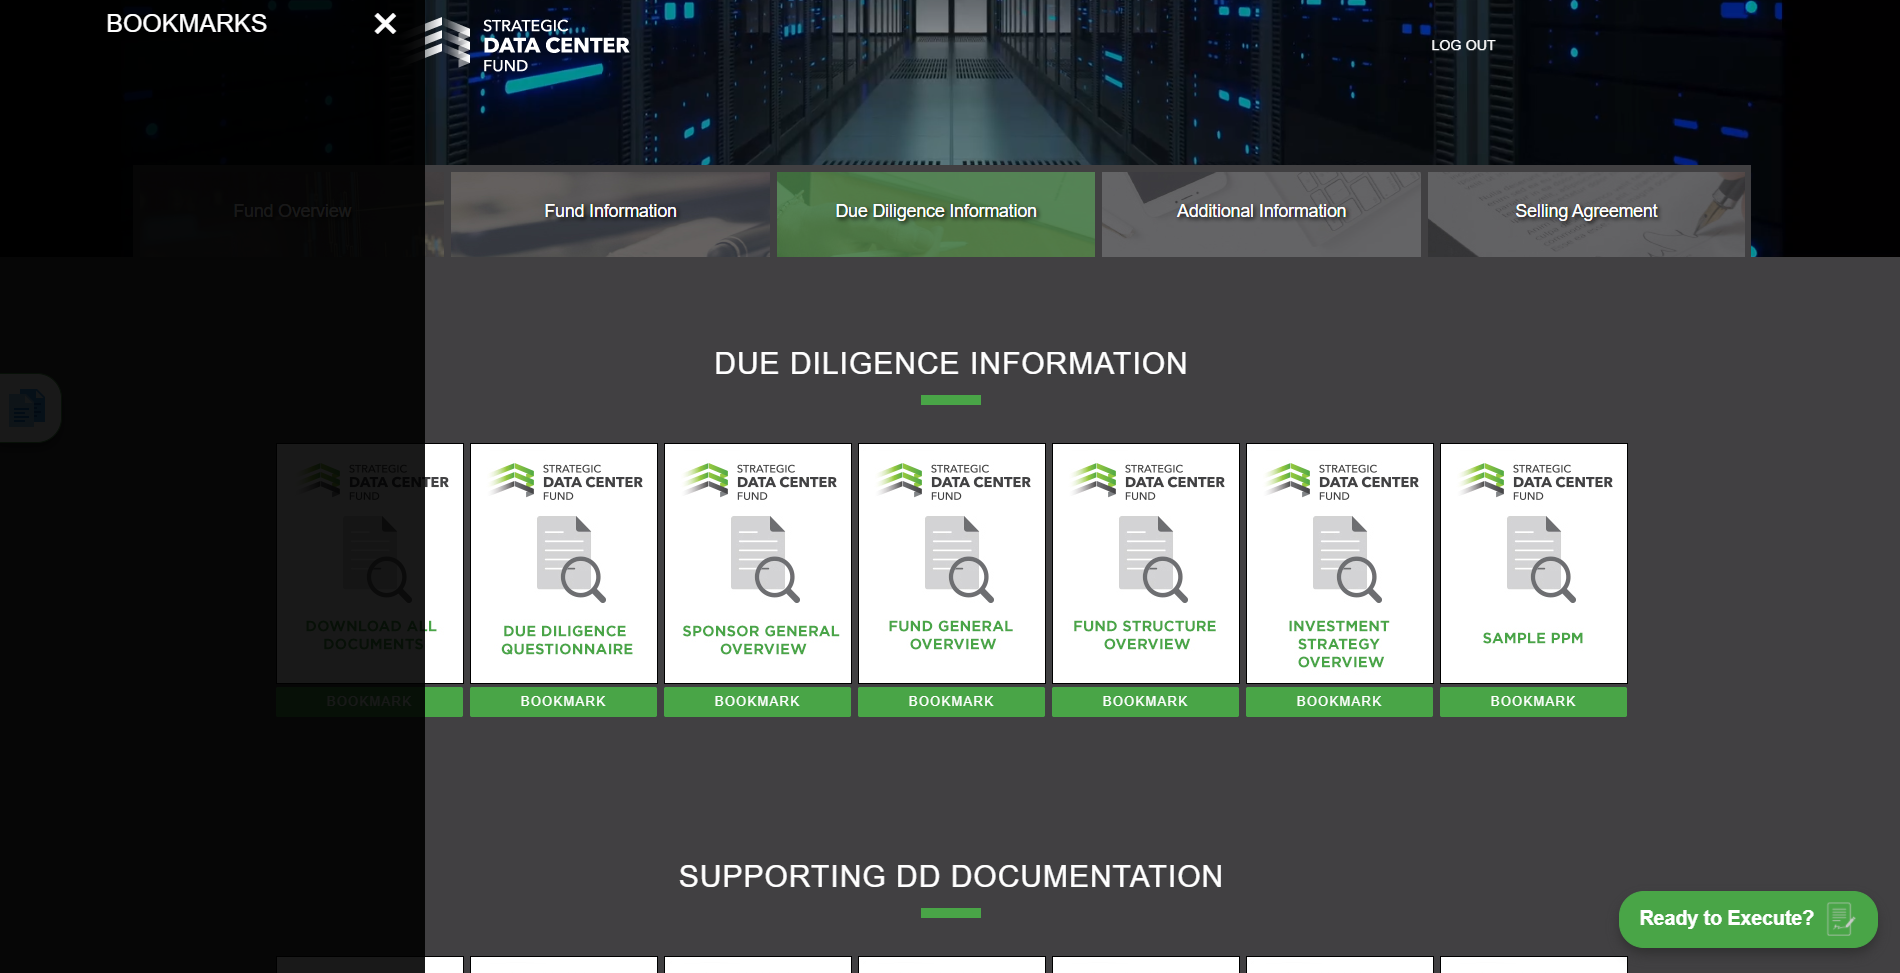 BOOKMARKS
STRATEGIC
DATA CENTER
FUND
LOG OUT
Fund Overview
Fund Information
Due Diligence Information
Additional Information
Selling Agreement
DUE DILIGENCE INFORMATION
STRATEGIC
DATA CENTER
FUND
DOWNLOAD ALL
DOCUMENTS
BOOKMARK
STRATEGIC
DATA CENTER
FUND
DUE DILIGENCE
QUESTIONNAIRE
BOOKMARK
STRATEGIC
DATA CENTER
FUND
SPONSOR GENERAL
OVERVIEW
BOOKMARK
STRATEGIC
DATA CENTER
FUND
FUND GENERAL
OVERVIEW
BOOKMARK
STRATEGIC
DATA CENTER
FUND
FUND STRUCTURE
OVERVIEW
BOOKMARK
STRATEGIC
DATA CENTER
FUND
INVESTMENT
STRATEGY
OVERVIEW
BOOKMARK
STRATEGIC
DATA CENTER
FUND
SAMPLE PPM
BOOKMARK
SUPPORTING DD DOCUMENTATION
Ready to Execute?